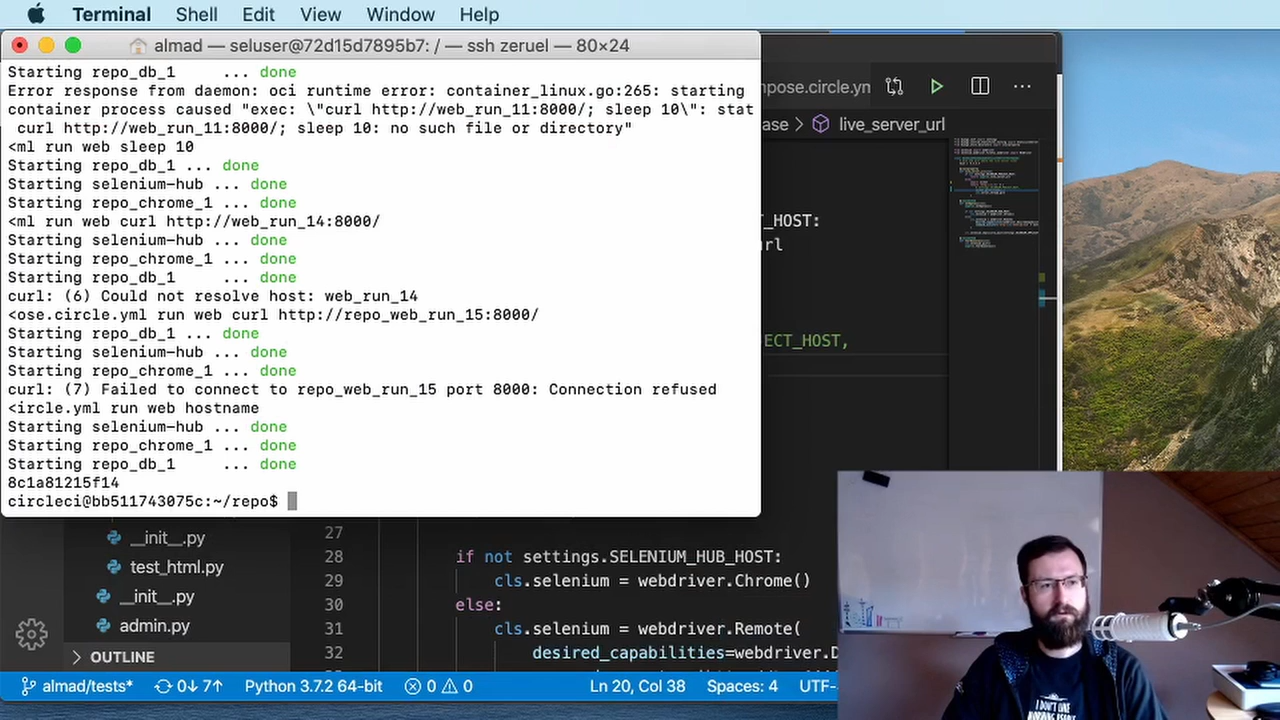 Terminal Shell Edit View Window Help
almad — seluser@72d15d7895b7: / — ssh zeruel — 80×24
Starting repo_db_1 ... done
Error response from daemon: oci runtime error: container_linux.go:265: starting
container process caused "exec: \"curl http://web_run_11:8000/; sleep 10\": stat
curl http://web_run_11:8000/; sleep 10: no such file or directory"
<ml run web sleep 10
Starting repo_db_1 ... done
Starting selenium-hub ... done
Starting repo_chrome_1 ... done
<ml run web curl http://web_run_14:8000/
Starting selenium-hub ... done
Starting repo_chrome_1 ... done
Starting repo_db_1 ... done
curl: (6) Could not resolve host: web_run_14
<ose.circle.yml run web curl http://repo_web_run_15:8000/
Starting repo_db_1 ... done
Starting selenium-hub ... done
Starting repo_chrome_1 ... done
curl: (7) Failed to connect to repo_web_run_15 port 8000: Connection refused
<ircle.yml run web hostname
Starting selenium-hub ... done
Starting repo_chrome_1 ... done
Starting repo_db_1 ... done
8c1a81215f14
circleci@bb511743075c:~/repo$
pose.circle.ym
ase > live_server_url
_HOST:
rl
ECT_HOST,
__init__.py
test_html.py
__init__.py
admin.py
OUTLINE
27
28 if not settings.SELENIUM_HUB_HOST:
29 cls.selenium = webdriver.Chrome()
30 else:
31 cls.selenium = webdriver.Remote(
32 desired_capabilities=webdriver.D
almad/tests* 0↓ 7↑ Python 3.7.2 64-bit 0 0 Ln 20, Col 38 Spaces: 4 UTF-
I DON'T LIKE